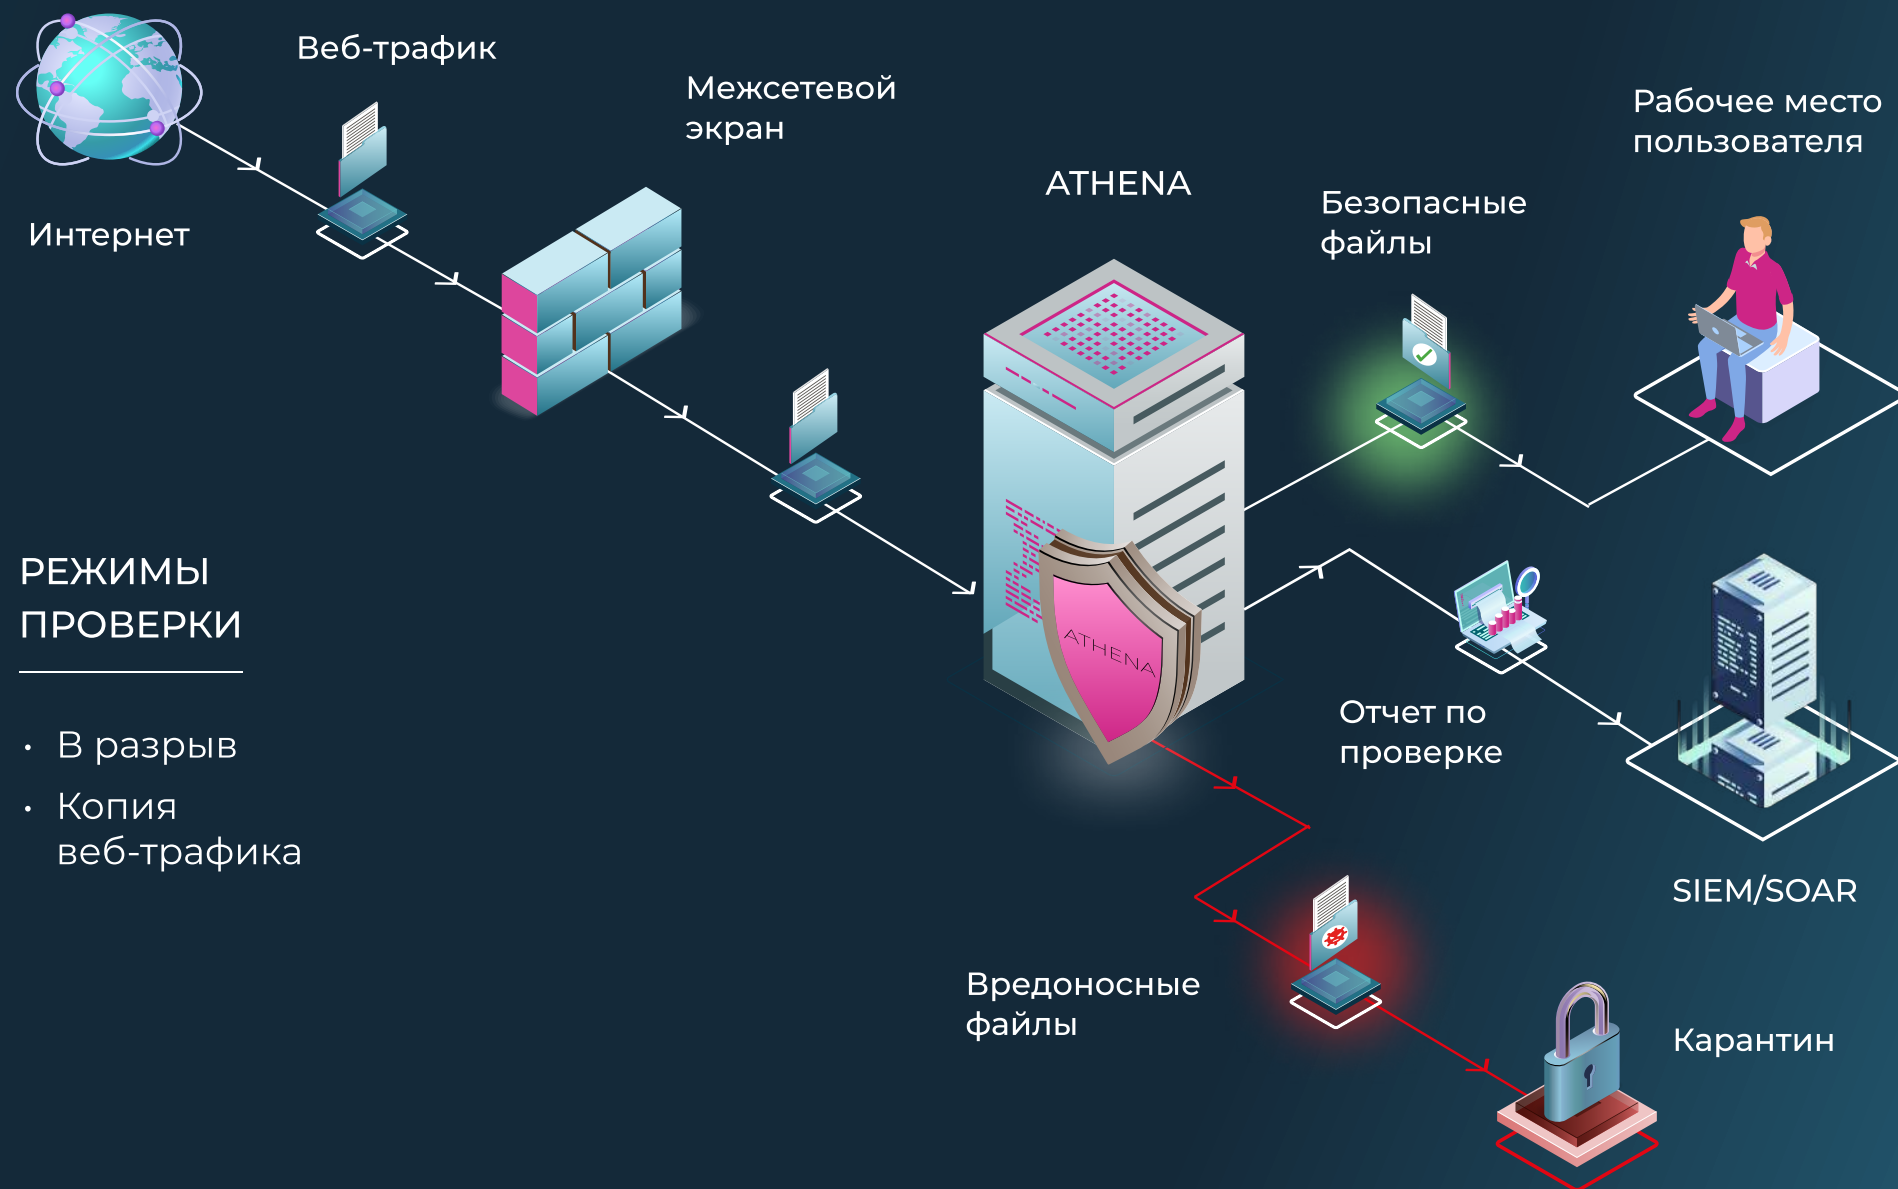 Веб-трафик
Межсетевой
экран
Интернет
ATHENA
Безопасные
файлы
Рабочее место
пользователя
РЕЖИМЫ
ПРОВЕРКИ
• В разрыв
• Копия
веб-трафика
ATHENA
Отчет по
проверке
SIEM/SOAR
Вредоносные
файлы
Карантин